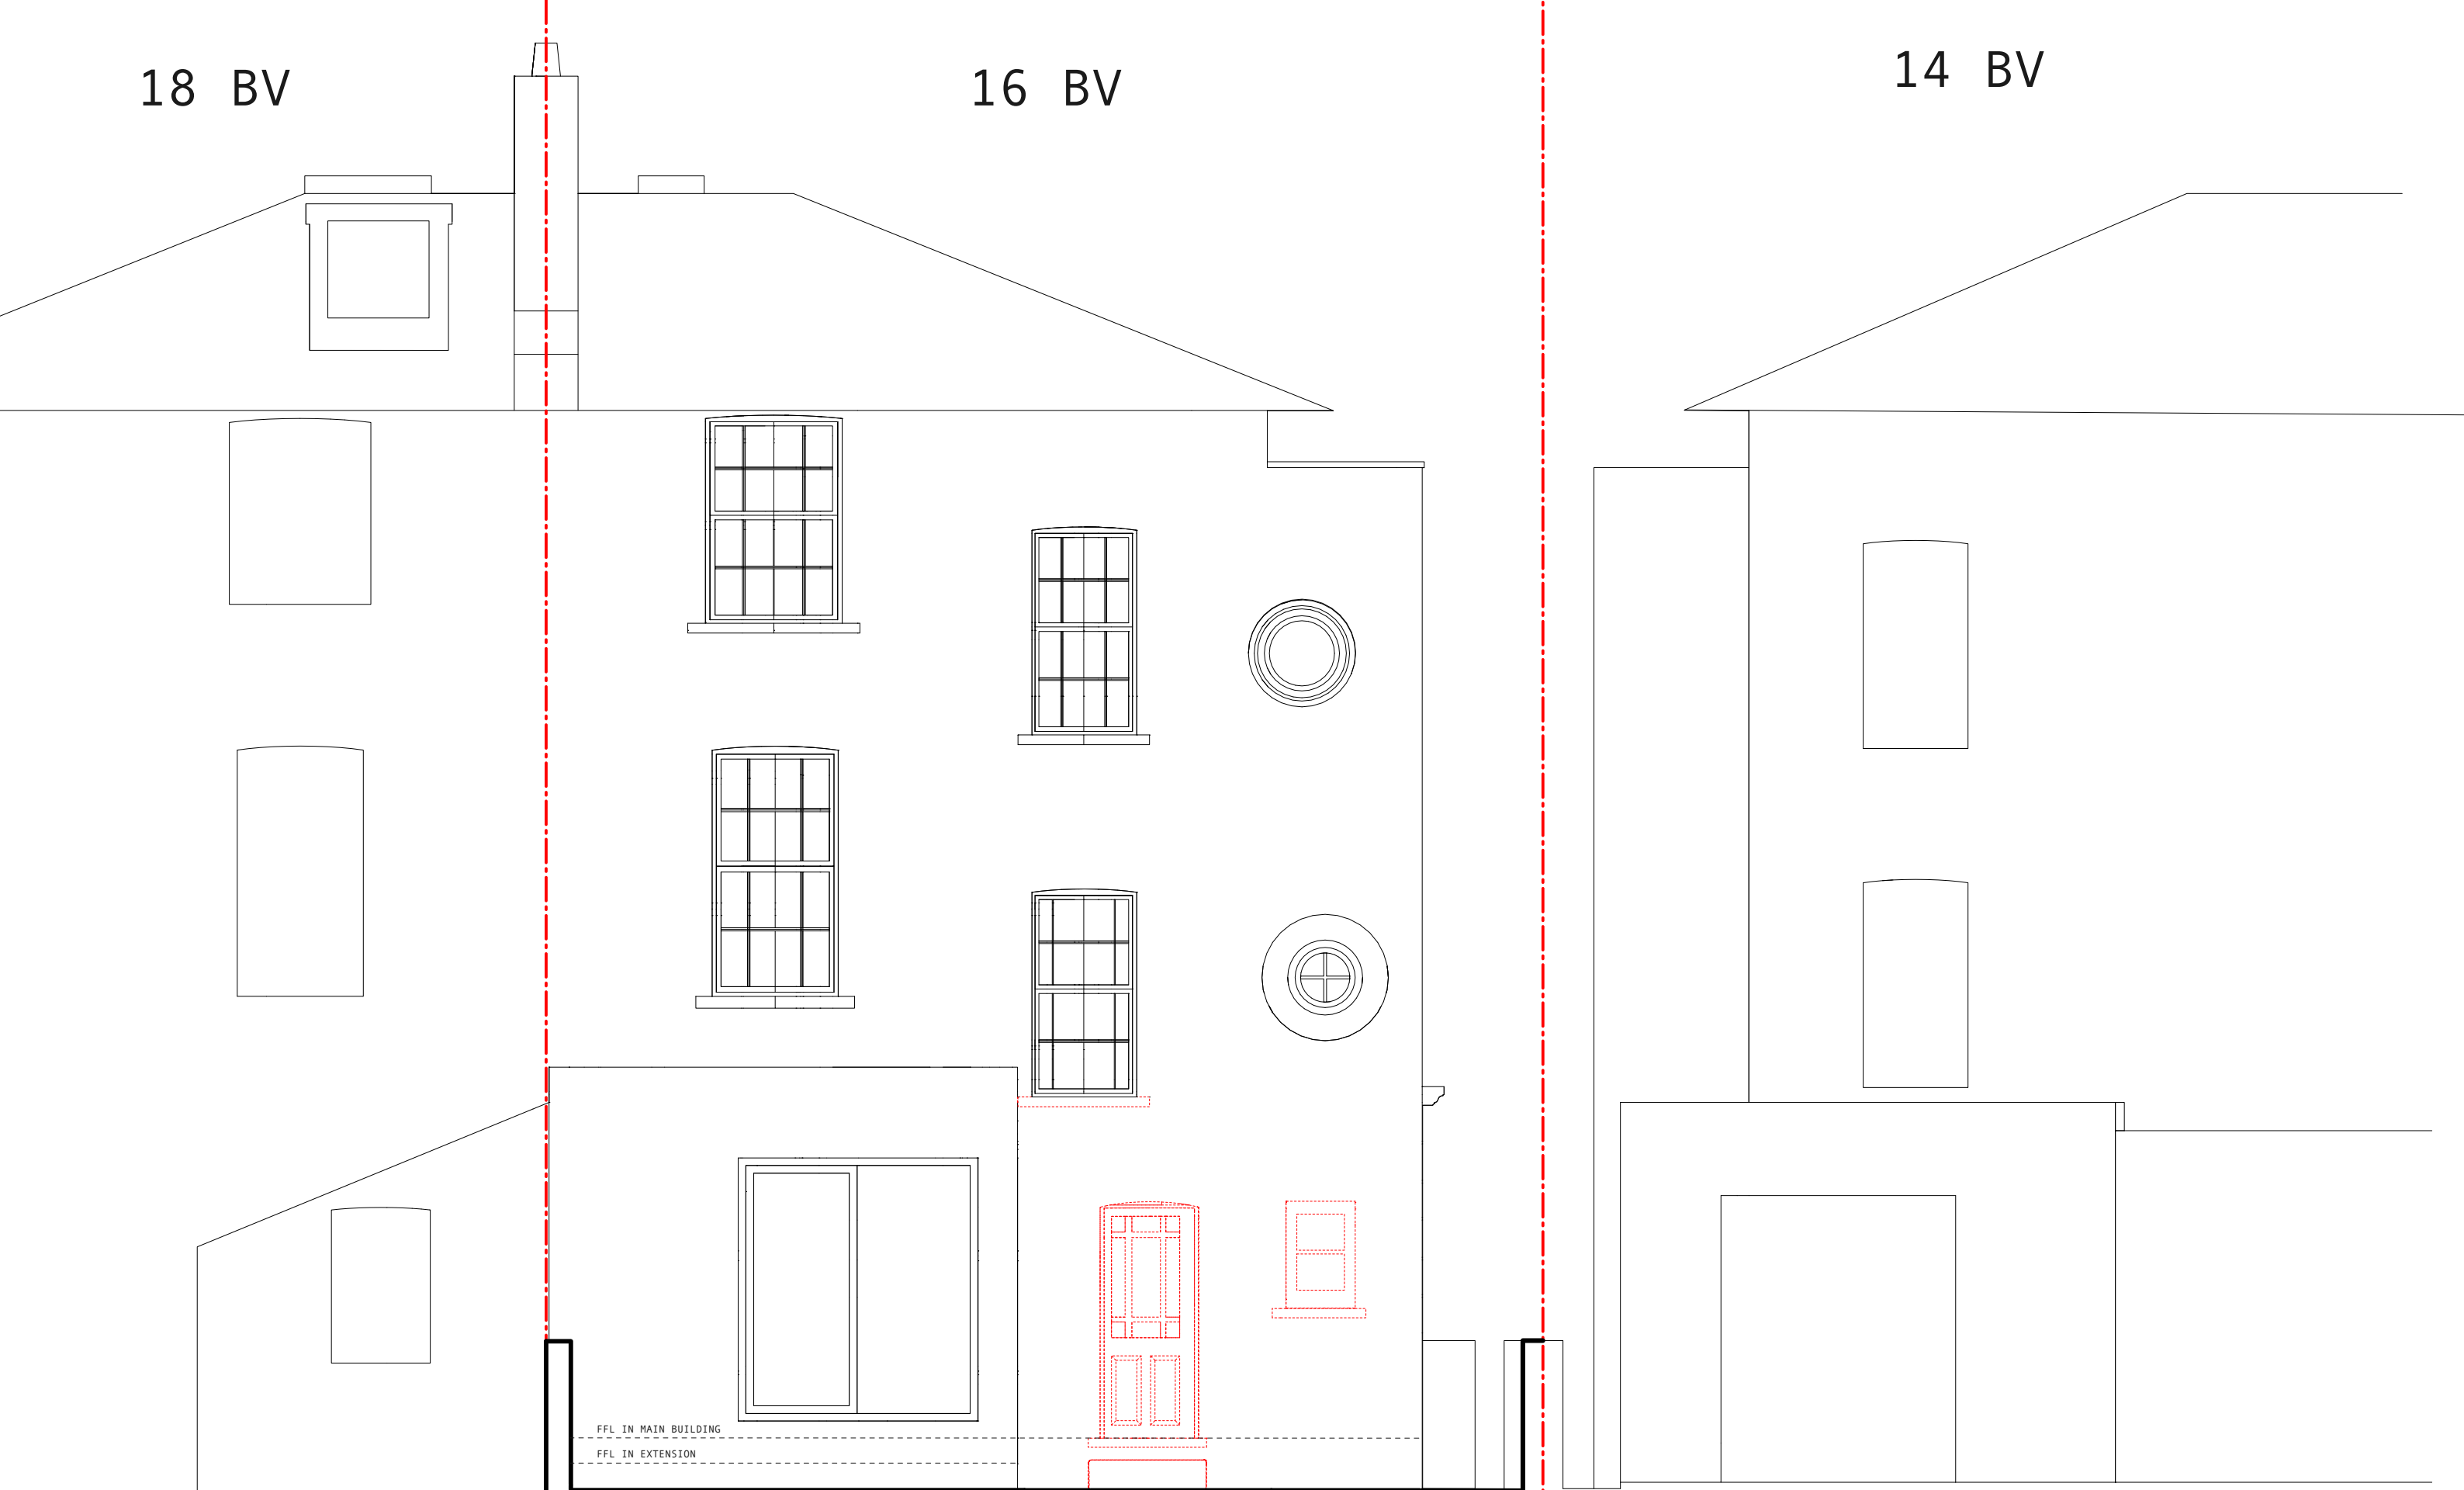 18 BV
16 BV
14 BV
FFL IN MAIN BUILDING
FFL IN EXTENSION